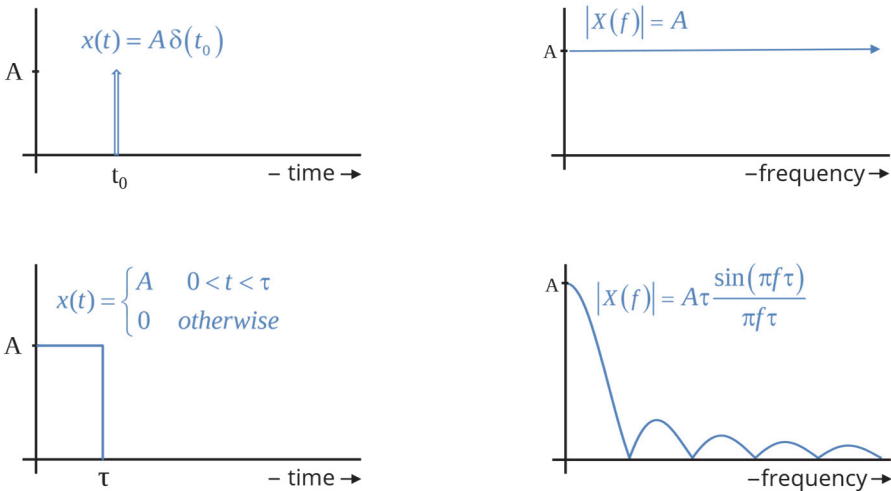 x(t) = Aδ(t₀)
A
t₀
– time →
|X(f)| = A
A
–frequency →
x(t) = { A 0 < t < τ
0 otherwise
A
τ
– time →
|X(f)| = Aτ sin(πfτ) / πfτ
A
–frequency →